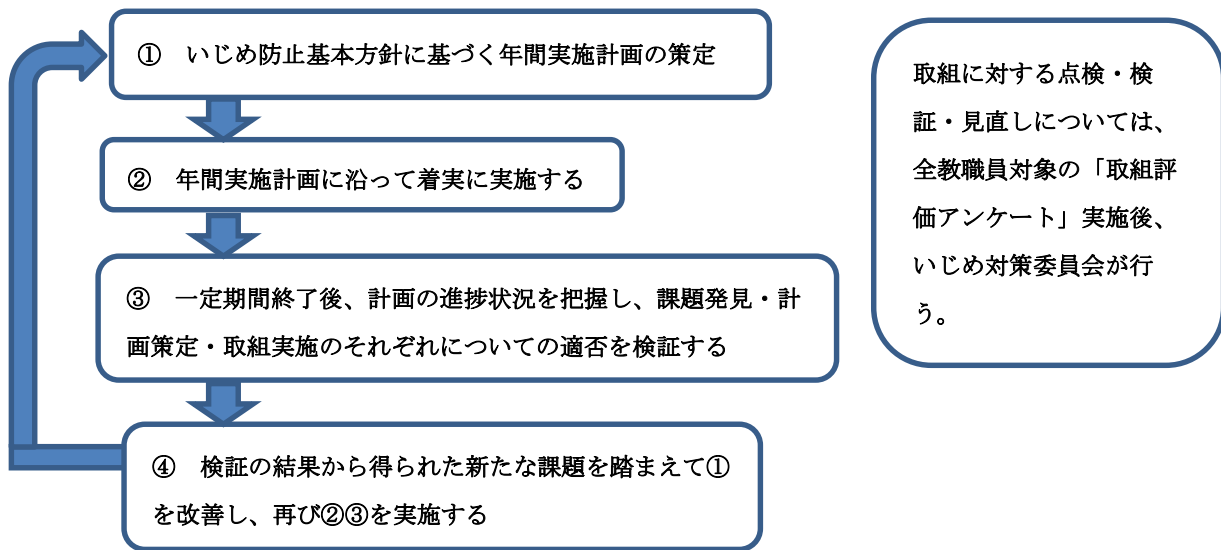 ① いじめ防止基本方針に基づく年間実施計画の策定
② 年間実施計画に沿って着実に実施する
③ 一定期間終了後、計画の進捗状況を把握し、課題発見・計
画策定・取組実施のそれぞれについての適否を検証する
④ 検証の結果から得られた新たな課題を踏まえて①
を改善し、再び②③を実施する
取組に対する点検・検
証・見直しについては、
全教職員対象の「取組評
価アンケート」実施後、
いじめ対策委員会が行
う。